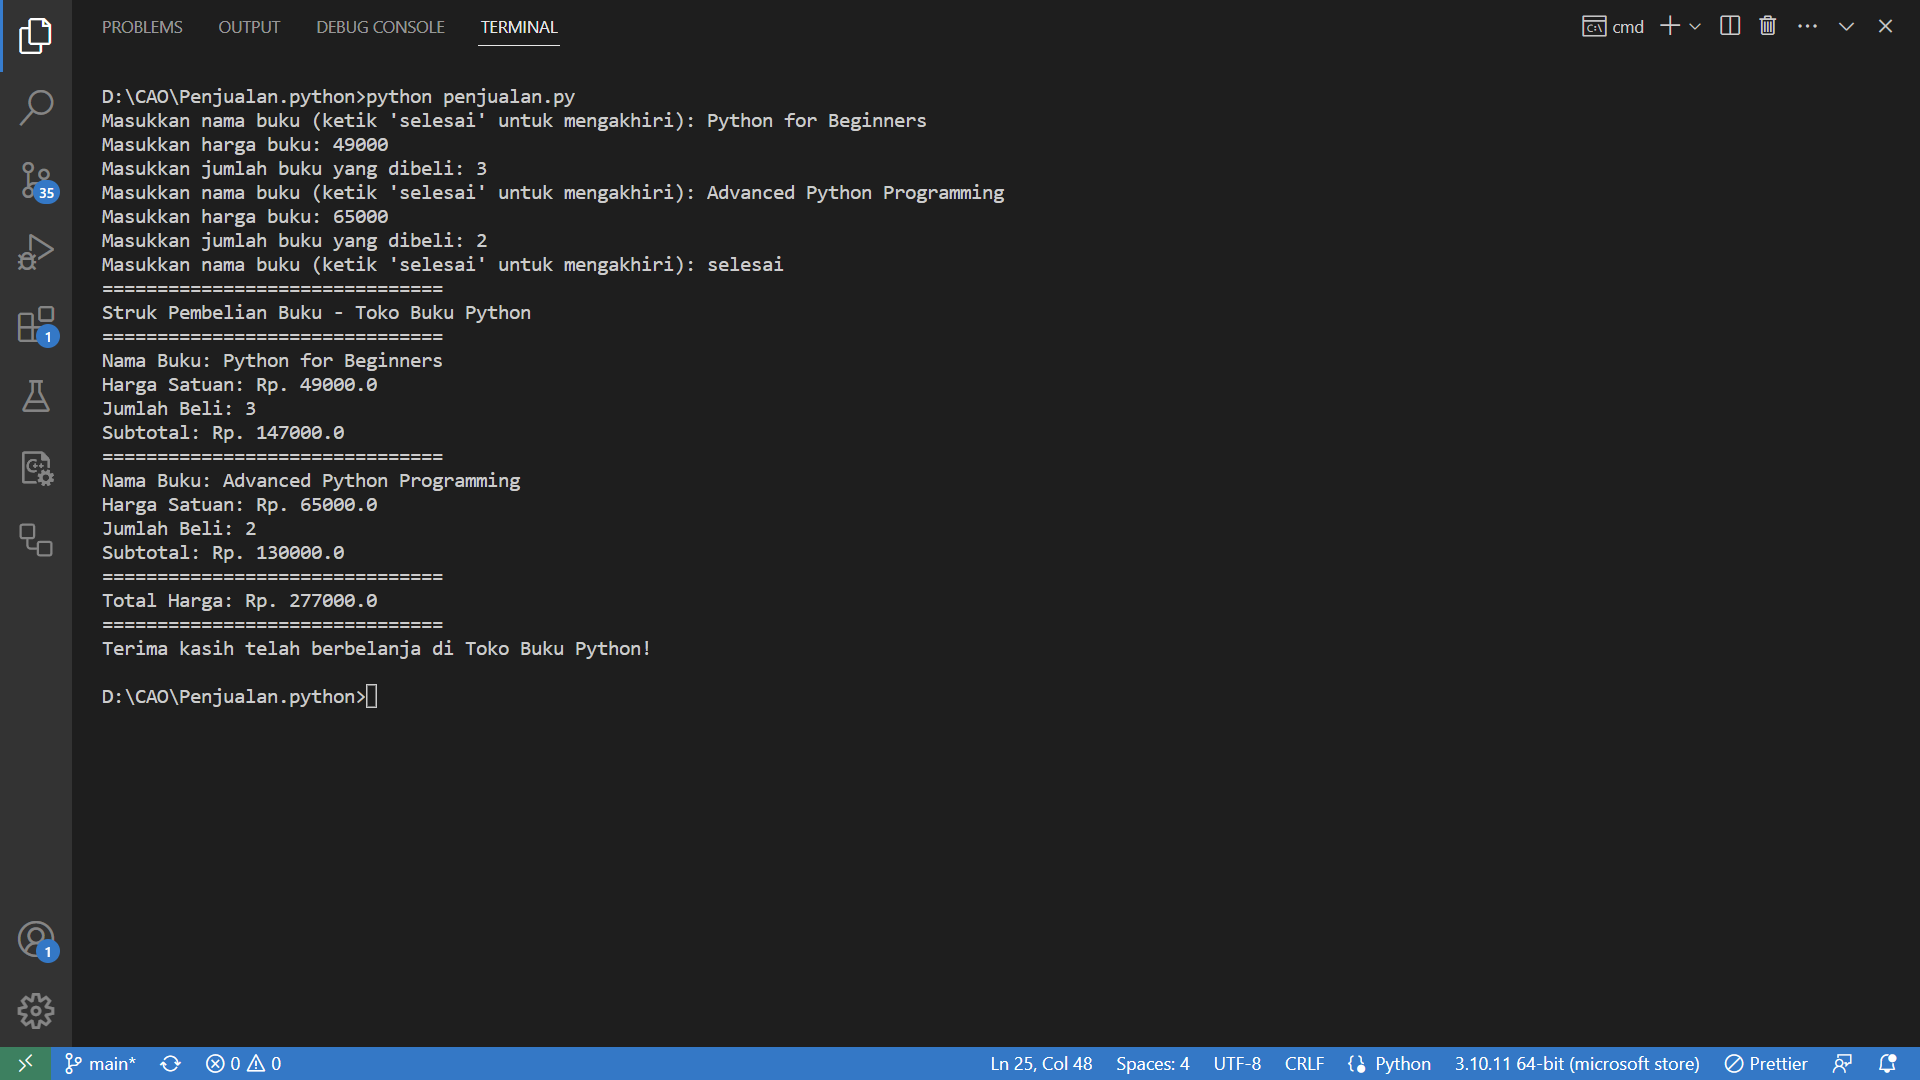 PROBLEMS OUTPUT DEBUG CONSOLE TERMINAL cmd
D:\CAO\Penjualan.python>python penjualan.py
Masukkan nama buku (ketik 'selesai' untuk mengakhiri): Python for Beginners
Masukkan harga buku: 49000
Masukkan jumlah buku yang dibeli: 3
Masukkan nama buku (ketik 'selesai' untuk mengakhiri): Advanced Python Programming
Masukkan harga buku: 65000
Masukkan jumlah buku yang dibeli: 2
Masukkan nama buku (ketik 'selesai' untuk mengakhiri): selesai
===============================
Struk Pembelian Buku - Toko Buku Python
===============================
Nama Buku: Python for Beginners
Harga Satuan: Rp. 49000.0
Jumlah Beli: 3
Subtotal: Rp. 147000.0
===============================
Nama Buku: Advanced Python Programming
Harga Satuan: Rp. 65000.0
Jumlah Beli: 2
Subtotal: Rp. 130000.0
===============================
Total Harga: Rp. 277000.0
===============================
Terima kasih telah berbelanja di Toko Buku Python!
D:\CAO\Penjualan.python>
35
1
1
main* 0 0 Ln 25, Col 48 Spaces: 4 UTF-8 CRLF Python 3.10.11 64-bit (microsoft store) Prettier